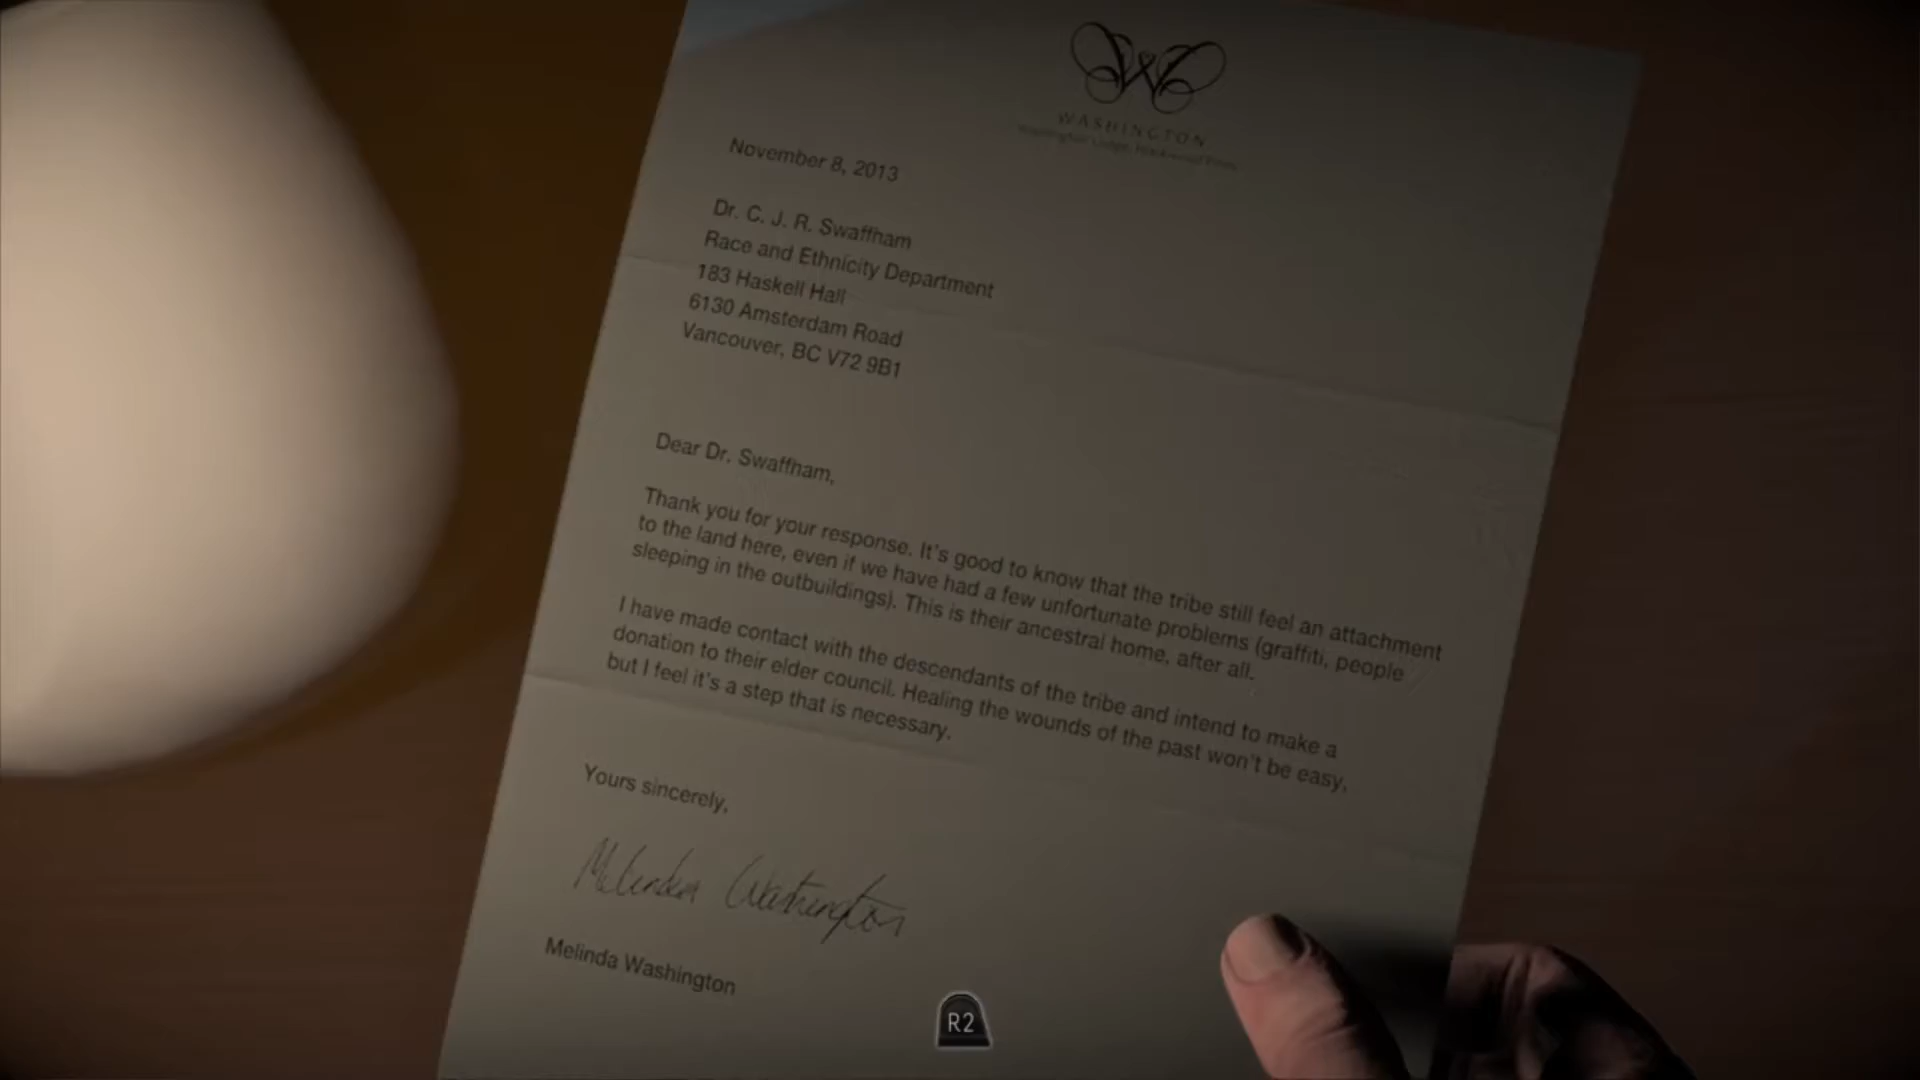 W
WASHINGTON
Washington Lodge, Blackwood Pines
November 8, 2013
Dr. C. J. R. Swaffham
Race and Ethnicity Department
183 Haskell Hall
6130 Amsterdam Road
Vancouver, BC V72 9B1
Dear Dr. Swaffham,
Thank you for your response. It's good to know that the tribe still feel an attachment
to the land here, even if we have had a few unfortunate problems (graffiti, people
sleeping in the outbuildings). This is their ancestral home, after all.
I have made contact with the descendants of the tribe and intend to make a
donation to their elder council. Healing the wounds of the past won't be easy,
but I feel it's a step that is necessary.
Yours sincerely,
Melinda Washington
Melinda Washington
R2